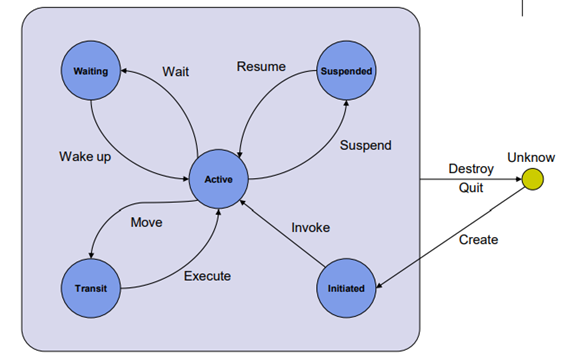 Waiting
Wait
Resume
Suspended
Wake up
Suspend
Active
Unknow
Destroy
Quit
Move
Invoke
Create
Execute
Transit
Initiated